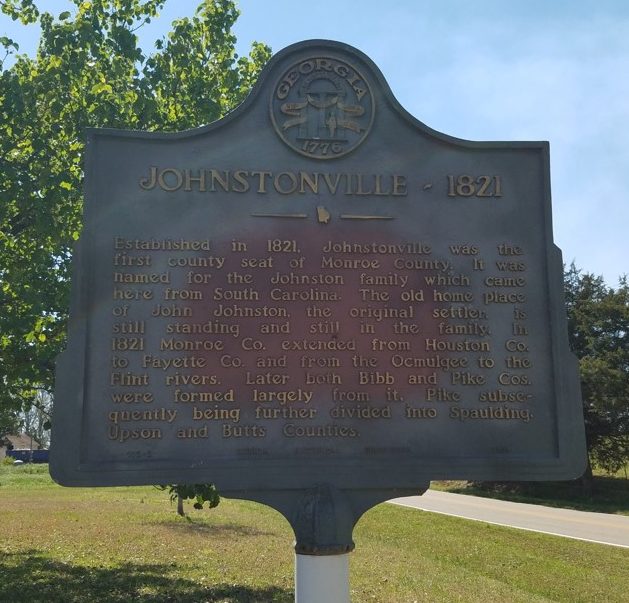 GEORGIA
1776
JOHNSTONVILLE - 1821
Established in 1821, Johnstonville was the
first county seat of Monroe County. It was
named for the Johnston family which came
here from South Carolina. The old home place
of John Johnston, the original settler, is
still standing and still in the family. In
1821 Monroe Co. extended from Houston Co.
to Fayette Co. and from the Ocmulgee to the
Flint rivers. Later both Bibb and Pike Cos.
were formed largely from it, Pike subse-
quently being further divided into Spaulding,
Upson and Butts Counties.